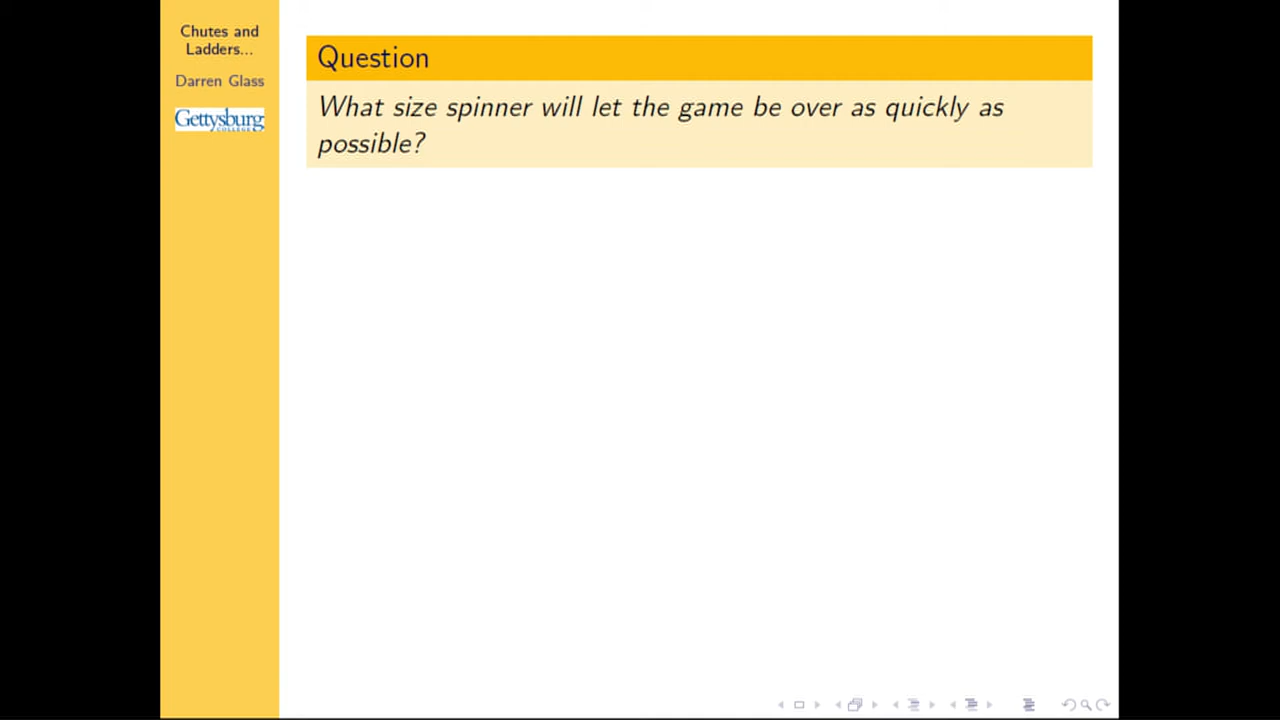 Chutes and
Ladders...
Darren Glass
Gettysburg
COLLEGE
Question
What size spinner will let the game be over as quickly as
possible?